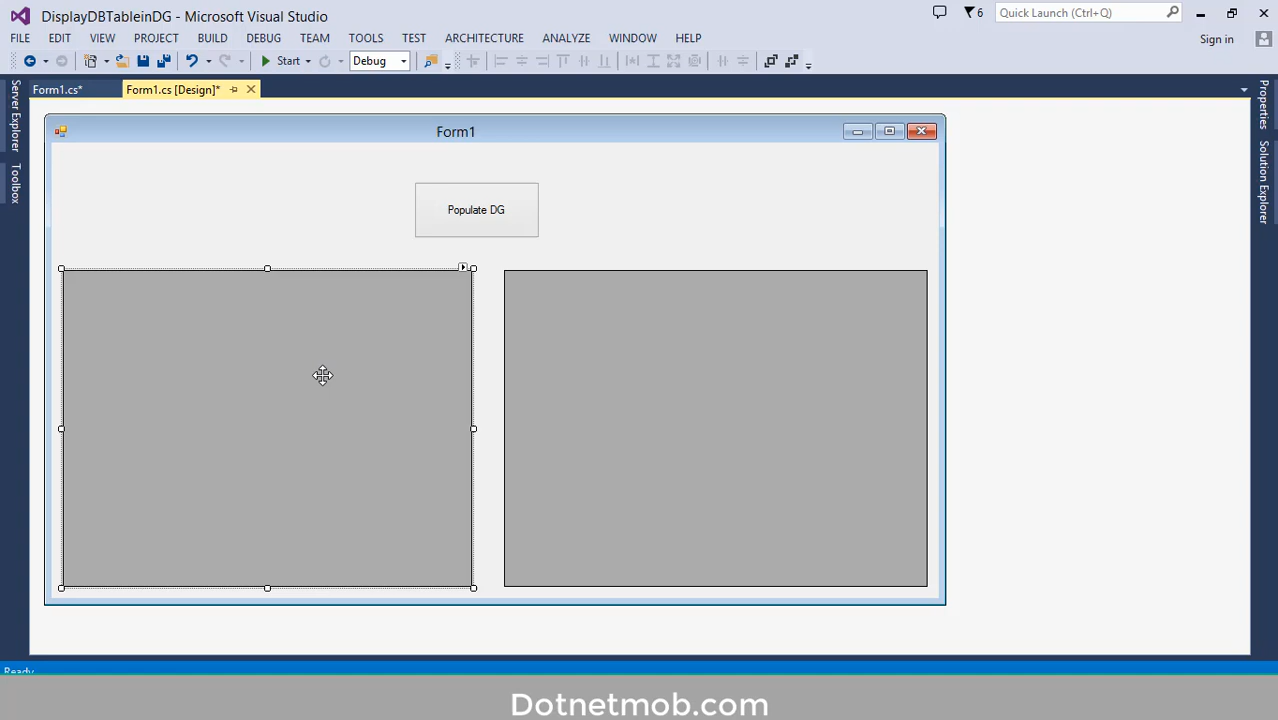 DisplayDBTableinDG - Microsoft Visual Studio
6
Quick Launch (Ctrl+Q)
FILE EDIT VIEW PROJECT BUILD DEBUG TEAM TOOLS TEST ARCHITECTURE ANALYZE WINDOW HELP
Sign in
Start Debug
Form1.cs* Form1.cs [Design]*
Server Explorer
Toolbox
Properties
Solution Explorer
Form1
Populate DG
Ready
Dotnetmob.com